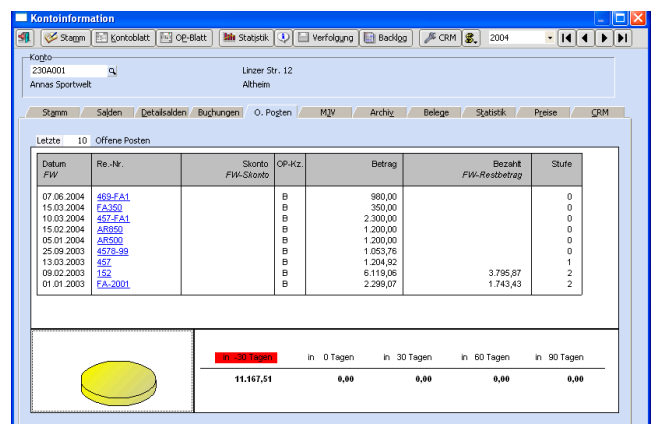 Kontoinformation
Stamm Kontoblatt OP-Blatt Statistik Verfolgung Backlog CRM 2004
Konto
230A001 Linzer Str. 12
Annas Sportwelt Altheim
Stamm Salden Detailsalden Buchungen O. Posten MJV Archiv Belege Statistik Preise CRM
Letzte 10 Offene Posten
Datum Re.-Nr. Skonto OP-Kz. Betrag Bezahlt Stufe
FW FW-Skonto FW-Restbetrag
07.06.2004 469-FA1 B 980,00 0
15.03.2004 FA350 B 350,00 0
10.03.2004 457-FA1 B 2.300,00 0
15.02.2004 AR850 B 1.200,00 0
05.01.2004 AR500 B 1.200,00 0
25.09.2003 4578-99 B 1.053,76 0
13.03.2003 457 B 1.204,92 1
09.02.2003 152 B 6.119,06 3.795,87 2
01.01.2003 FA-2001 B 2.299,07 1.743,43 2
in -30 Tagen in 0 Tagen in 30 Tagen in 60 Tagen in 90 Tagen
11.167,51 0,00 0,00 0,00 0,00